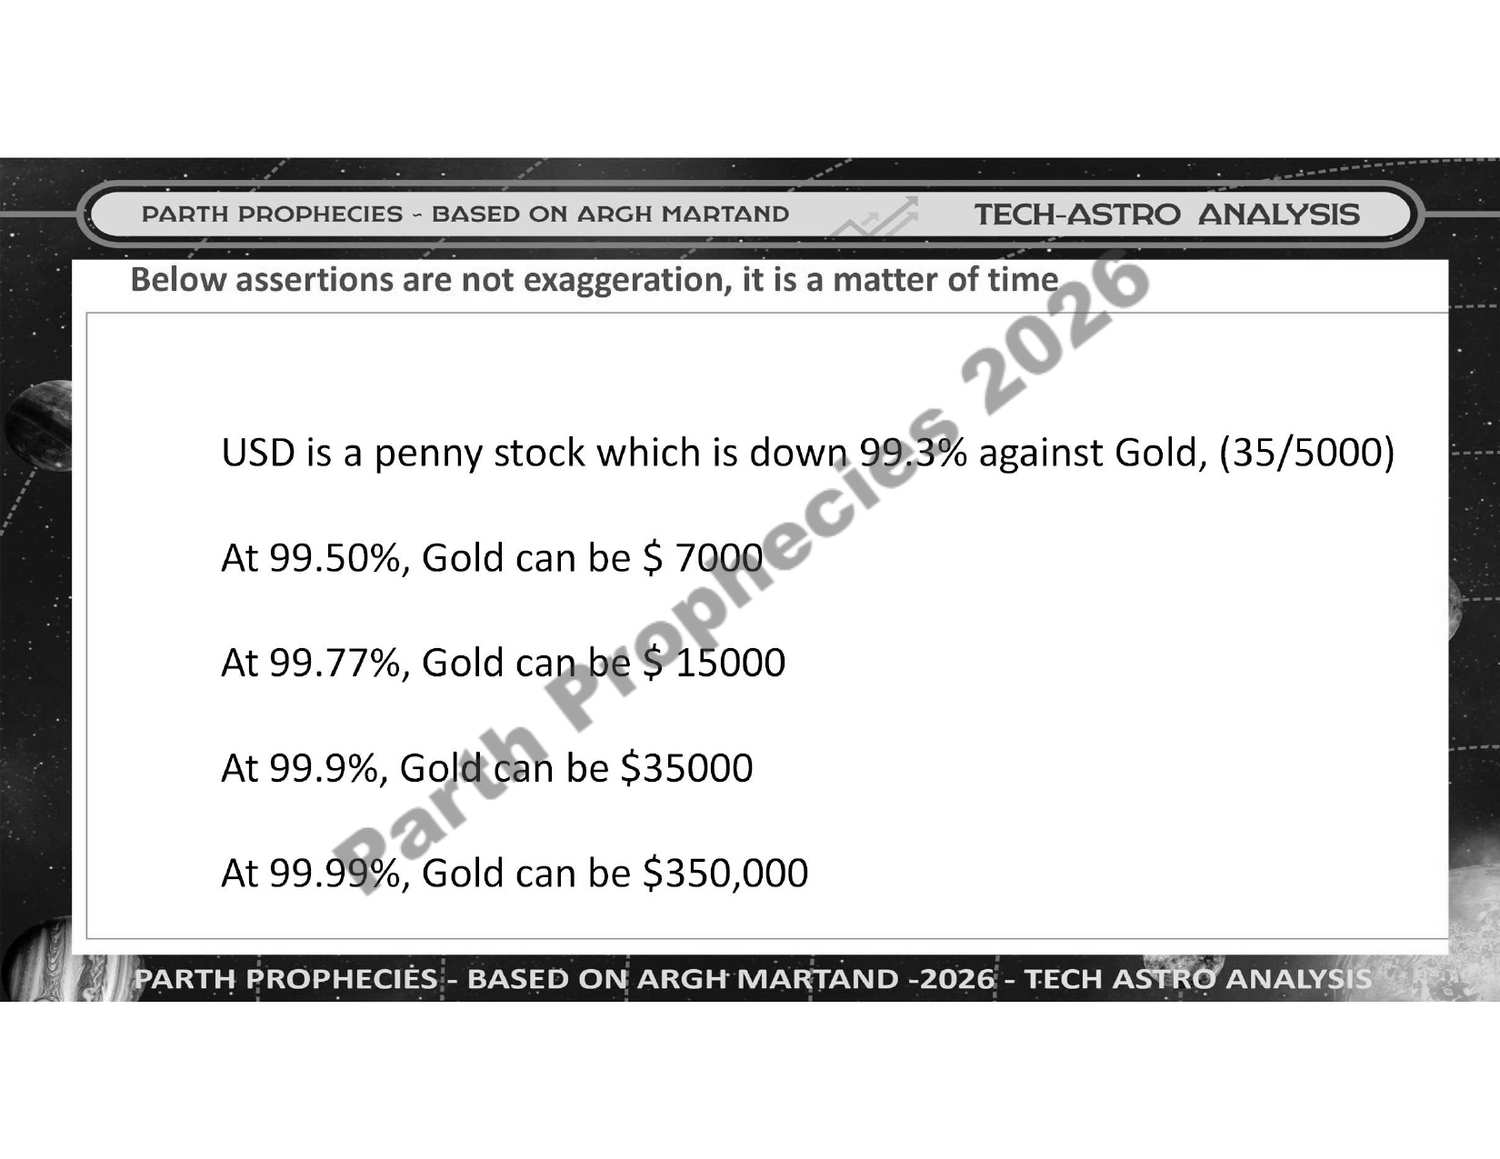 PARTH PROPHECIES ~ BASED ON ARGH MARTAND
TECH-ASTRO ANALYSIS
Below assertions are not exaggeration, it is a matter of time
USD is a penny stock which is down 99.3% against Gold, (35/5000)
At 99.50%, Gold can be $ 7000
At 99.77%, Gold can be $ 15000
At 99.9%, Gold can be $35000
At 99.99%, Gold can be $350,000
Parth Prophecies 2026
PARTH PROPHECIES - BASED ON ARGH MARTAND -2026 - TECH ASTRO ANALYSIS